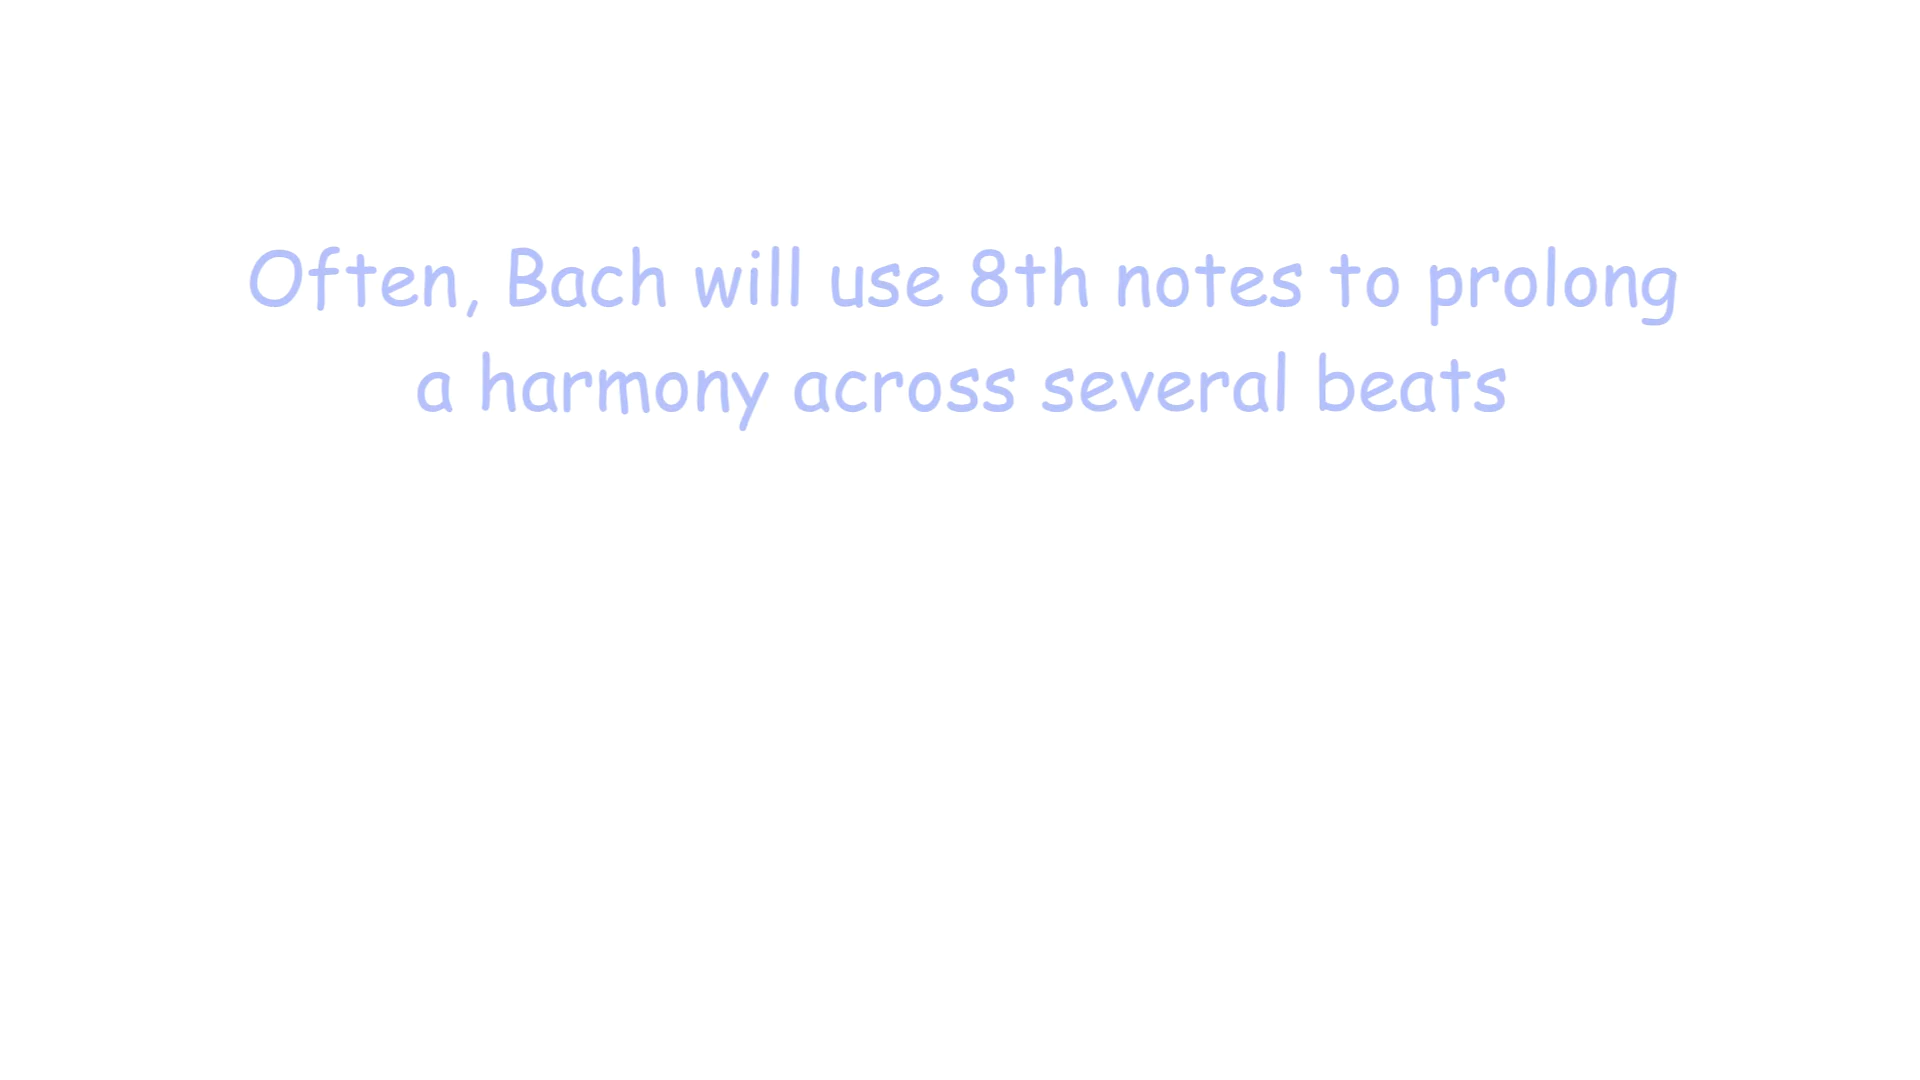 Often, Bach will use 8th notes to prolong
a harmony across several beats